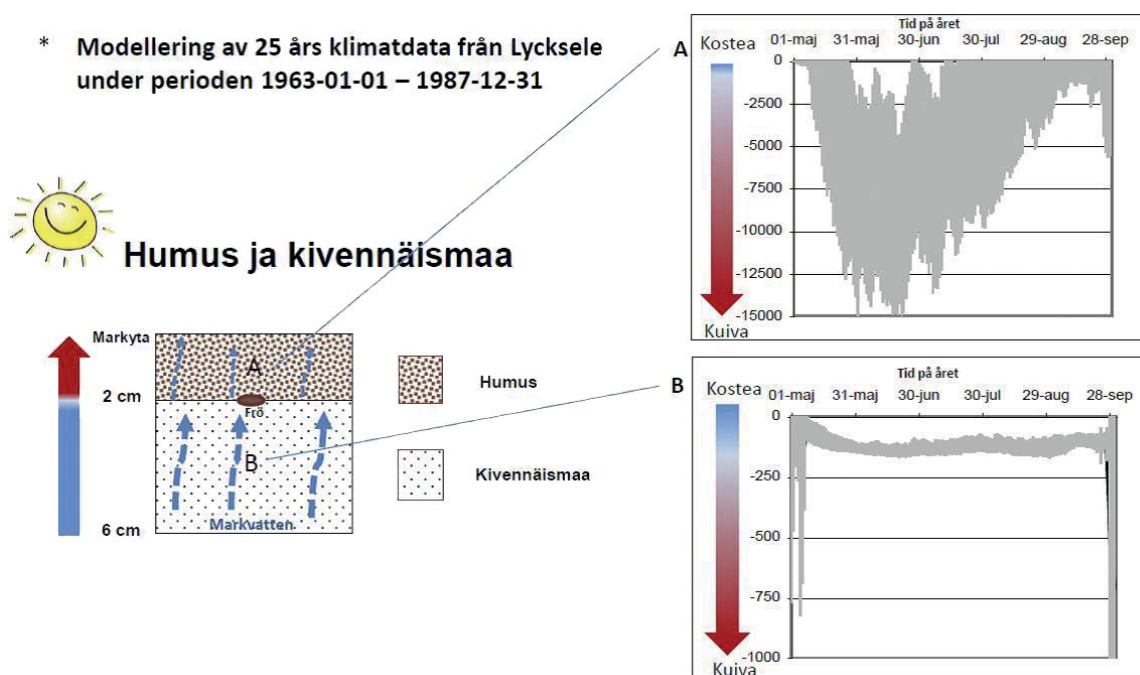 * Modellering av 25 års klimatdata från Lycksele
under perioden 1963-01-01 – 1987-12-31
Humus ja kivennäismaa
Markyta
2 cm
6 cm
A
Frö
B
Markvatten
Humus
Kivennäismaa
A
Kostea
Tid på året
01-maj 31-maj 30-jun 30-jul 29-aug 28-sep
0
-2500
-5000
-7500
-10000
-12500
-15000
Kuiva
B
Kostea
Tid på året
01-maj 31-maj 30-jun 30-jul 29-aug 28-sep
0
-250
-500
-750
-1000
Kuiva